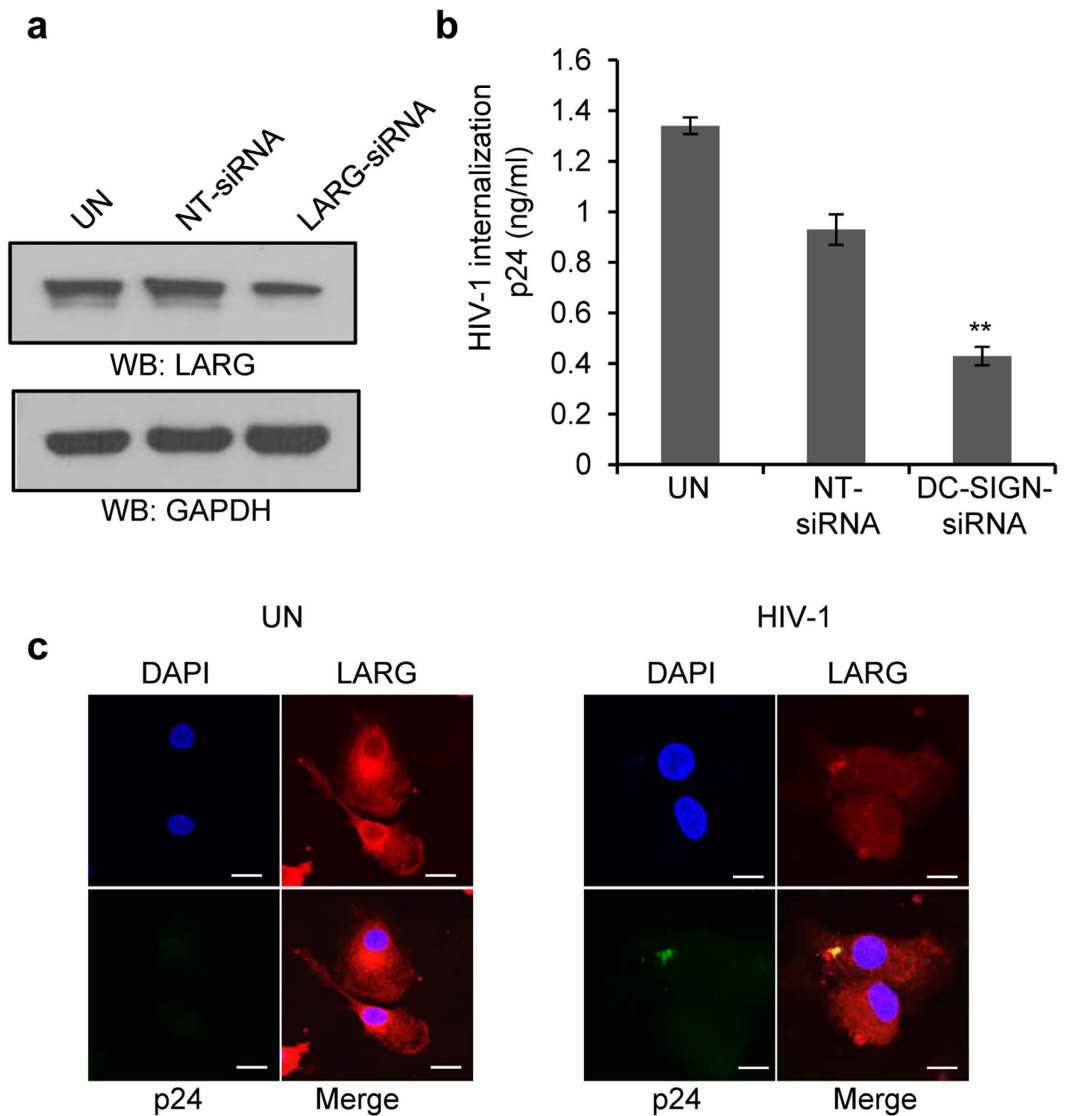 a
UN
NT-siRNA
LARG-siRNA
WB: LARG
WB: GAPDH
b
HIV-1 internalization
p24 (ng/ml)
1.6
1.4
1.2
1
0.8
0.6
0.4
0.2
0
**
UN
NT-
siRNA
DC-SIGN-
siRNA
c
UN
DAPI
LARG
p24
Merge
HIV-1
DAPI
LARG
p24
Merge